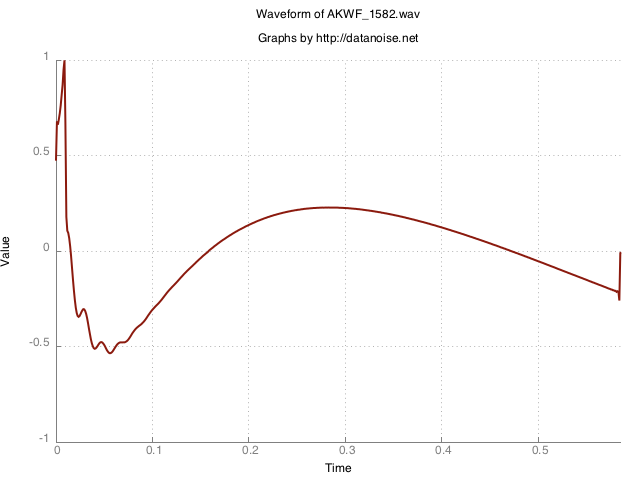 Waveform of AKWF_1582.wav
Graphs by http://datanoise.net
1
0.5
0
-0.5
-1
Value
0 0.1 0.2 0.3 0.4 0.5
Time